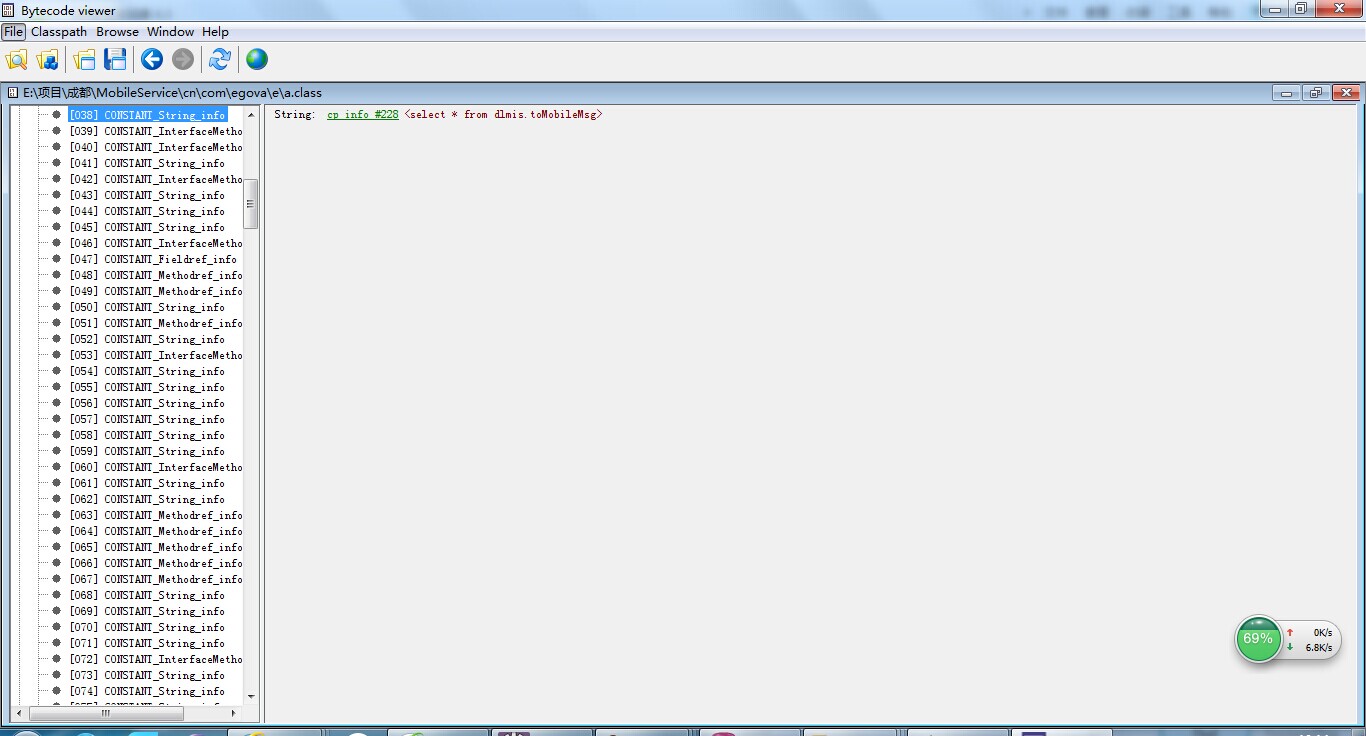 Bytecode viewer
File Classpath Browse Window Help
E:\项目\成都\MobileService\cn\com\egova\e\a.class
[038] CONSTANT_String_info
String: cp info #228 <select * from dlmis.toMobileMsg>
[039] CONSTANT_InterfaceMetho
[040] CONSTANT_InterfaceMetho
[041] CONSTANT_String_info
[042] CONSTANT_InterfaceMetho
[043] CONSTANT_String_info
[044] CONSTANT_String_info
[045] CONSTANT_String_info
[046] CONSTANT_InterfaceMetho
[047] CONSTANT_Fieldref_info
[048] CONSTANT_Methodref_info
[049] CONSTANT_Methodref_info
[050] CONSTANT_String_info
[051] CONSTANT_Methodref_info
[052] CONSTANT_String_info
[053] CONSTANT_InterfaceMetho
[054] CONSTANT_String_info
[055] CONSTANT_String_info
[056] CONSTANT_String_info
[057] CONSTANT_String_info
[058] CONSTANT_String_info
[059] CONSTANT_String_info
[060] CONSTANT_InterfaceMetho
[061] CONSTANT_String_info
[062] CONSTANT_String_info
[063] CONSTANT_Methodref_info
[064] CONSTANT_Methodref_info
[065] CONSTANT_Methodref_info
[066] CONSTANT_Methodref_info
[067] CONSTANT_Methodref_info
[068] CONSTANT_String_info
[069] CONSTANT_String_info
[070] CONSTANT_String_info
[071] CONSTANT_String_info
[072] CONSTANT_InterfaceMetho
[073] CONSTANT_String_info
[074] CONSTANT_String_info
69%
0K/s
6.8K/s